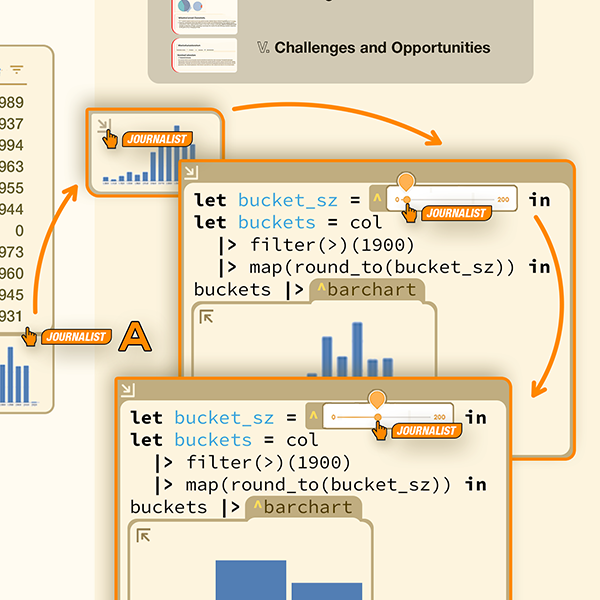 V. Challenges and Opportunities
989
937
994
963
955
944
0
973
960
945
931
JOURNALIST
A
JOURNALIST
let bucket_sz = ^ 0 200 in
JOURNALIST
let buckets = col
|> filter(>)(1900)
|> map(round_to(bucket_sz)) in
buckets |> ^barchart
let bucket_sz = ^ 0 200 in
JOURNALIST
let buckets = col
|> filter(>)(1900)
|> map(round_to(bucket_sz)) in
buckets |> ^barchart